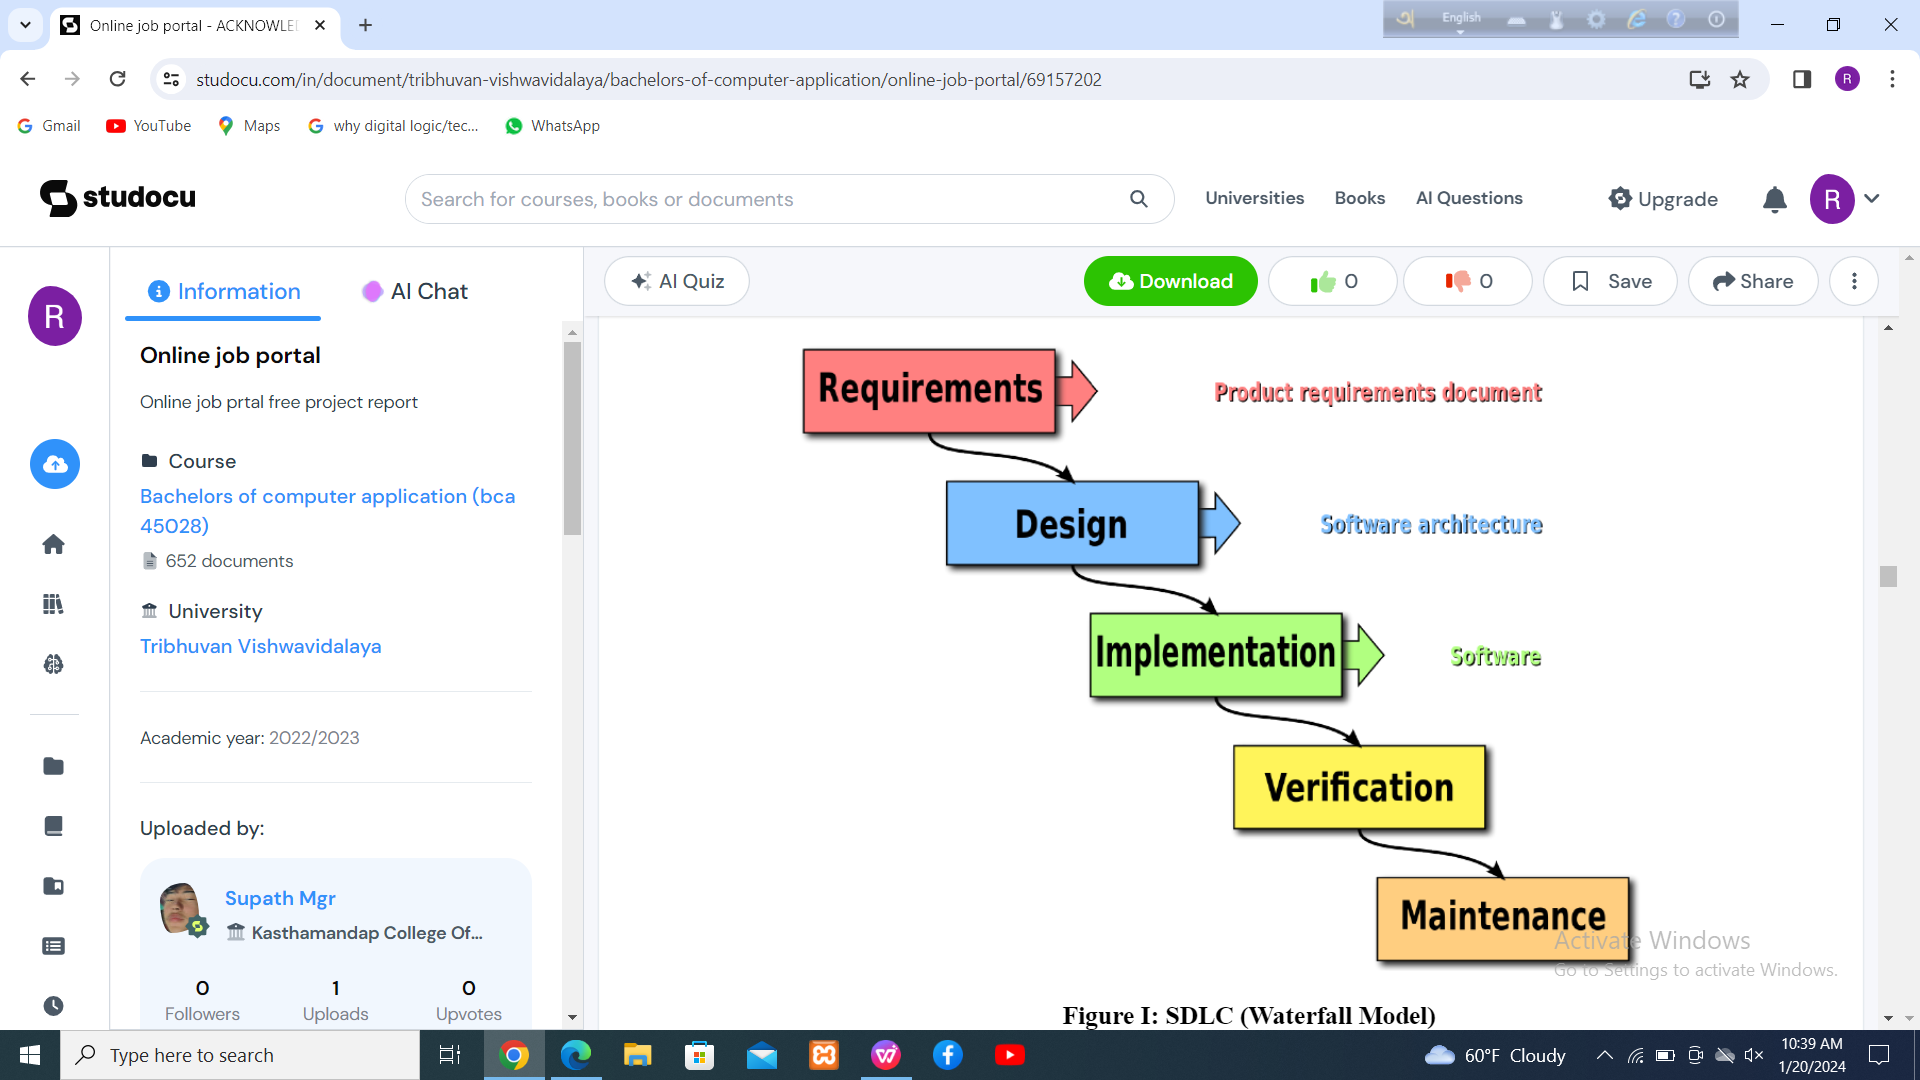 Online job portal - ACKNOWLE
English
studocu.com/in/document/tribhuvan-vishwavidalaya/bachelors-of-computer-application/online-job-portal/69157202
R
Gmail
YouTube
Maps
why digital logic/tec...
WhatsApp
studocu
Search for courses, books or documents
Universities
Books
AI Questions
Upgrade
R
R
Information
AI Chat
AI Quiz
Download
0
0
Save
Share
Online job portal
Online job prtal free project report
Course
Bachelors of computer application (bca
45028)
652 documents
University
Tribhuvan Vishwavidalaya
Academic year: 2022/2023
Uploaded by:
Supath Mgr
Kasthamandap College Of...
0
1
0
Followers
Uploads
Upvotes
Requirements
Product requirements document
Design
Software architecture
Implementation
Software
Verification
Maintenance
Activate Windows
Go to Settings to activate Windows.
Figure I: SDLC (Waterfall Model)
Type here to search
60°F Cloudy
10:39 AM
1/20/2024